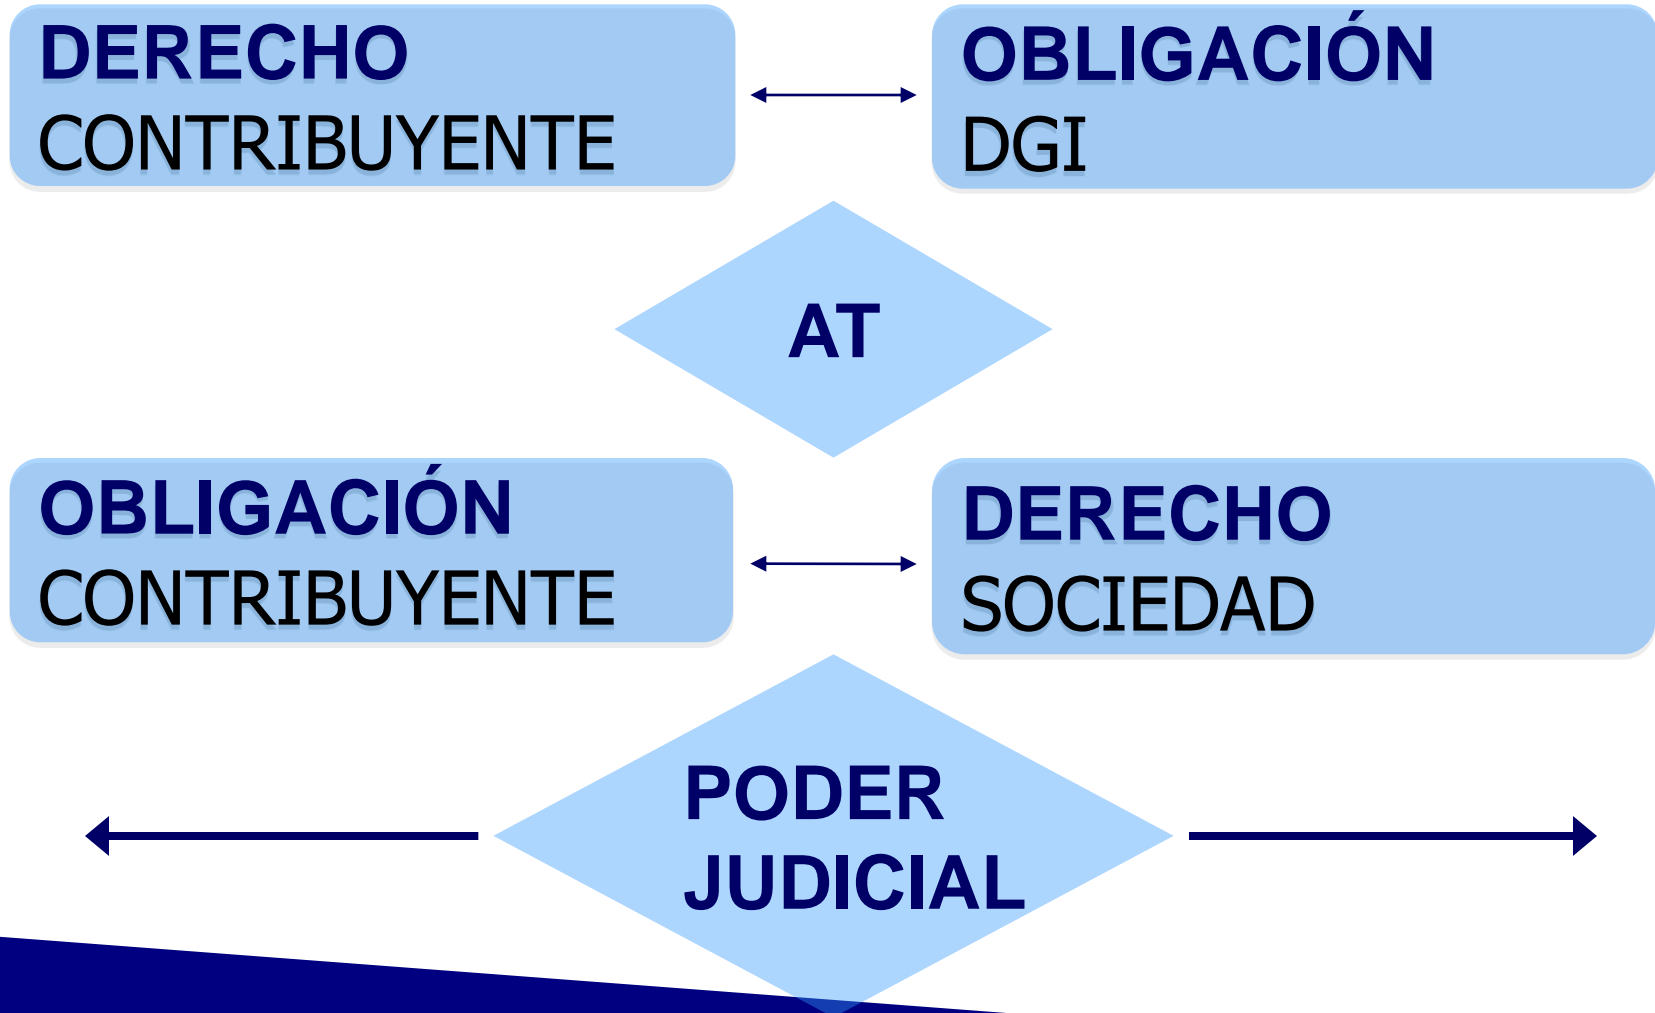 DERECHO
CONTRIBUYENTE
OBLIGACIÓN
DGI
AT
OBLIGACIÓN
CONTRIBUYENTE
DERECHO
SOCIEDAD
PODER
JUDICIAL